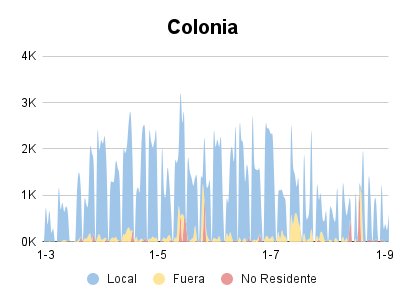 Colonia
4K
3K
2K
1K
0K
1-3 1-5 1-7 1-9
Local Fuera No Residente